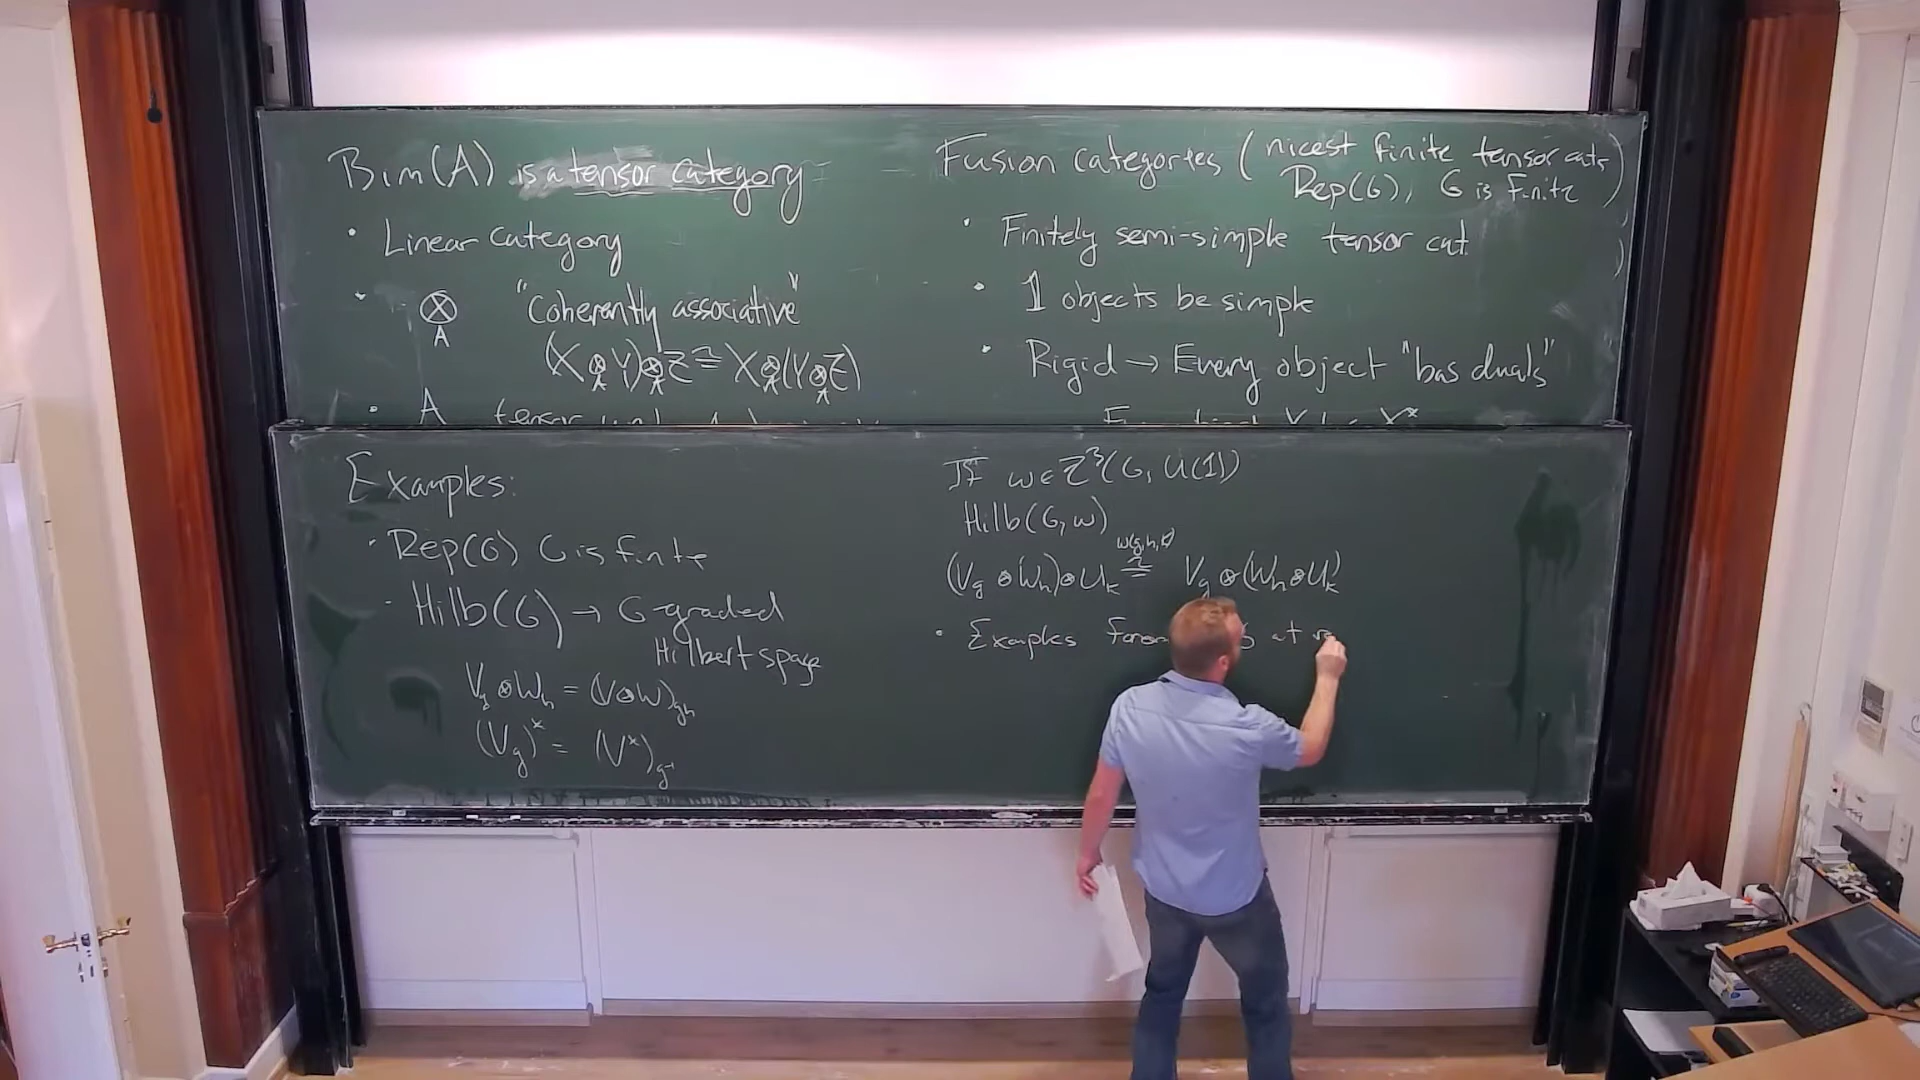 Bim(A) is a tensor category
• Linear category
• ⊗_A "Coherently associative"
(X ⊗_A Y) ⊗_A Z ≅ X ⊗_A (Y ⊗_A Z)
• A tensor unit
Fusion categories (nicest finite tensor cats
Rep(G), G is finite)
• Finitely semi-simple tensor cat.
• 1 objects be simple
• Rigid → Every object "has duals"
X*
Examples:
• Rep(G) G is finite
• Hilb(G) → G-graded
Hilbert space
V_g ⊗ W_h = (V⊗W)_gh
(V_g)* = (V*)_g⁻¹
If ω ∈ Z³(G, U(1))
Hilb(G, ω)
ω(g,h,k)
(V_g ⊗ W_h) ⊗ U_k ≅ V_g ⊗ (W_h ⊗ U_k)
• Examples at